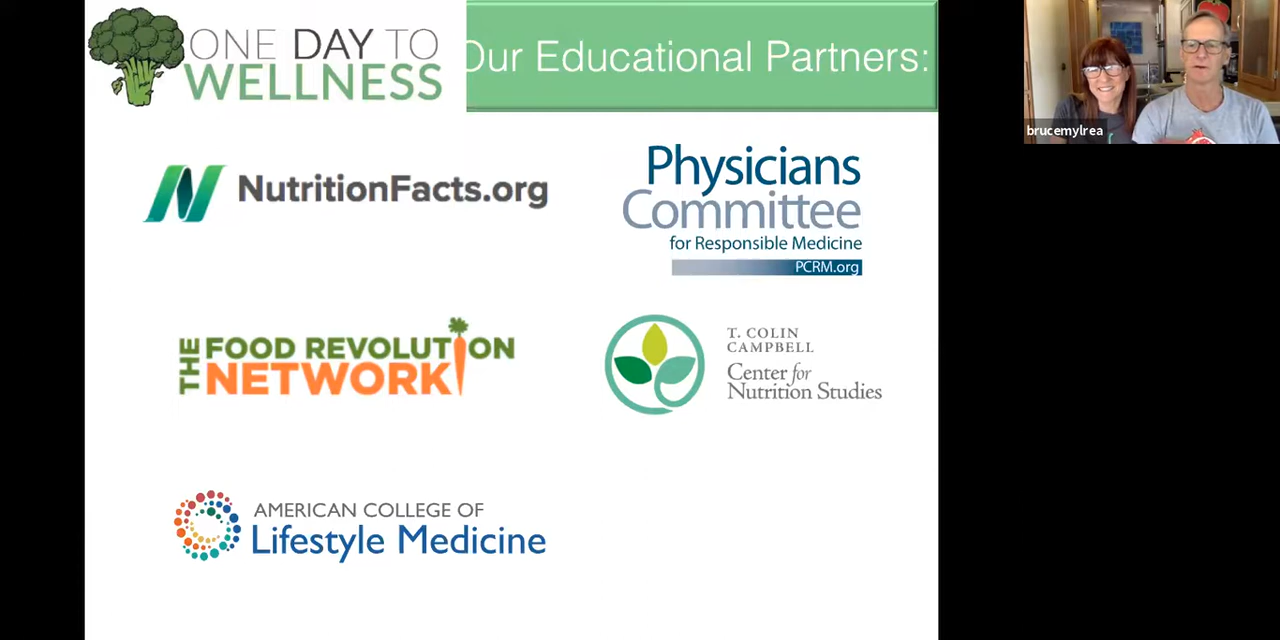 ONE DAY TO
WELLNESS
Our Educational Partners:
brucemylrea
NutritionFacts.org
Physicians
Committee
for Responsible Medicine
PCRM.org
THE
FOOD REVOLUTION
NETWORK
T. COLIN
CAMPBELL
Center for
Nutrition Studies
AMERICAN COLLEGE OF
Lifestyle Medicine